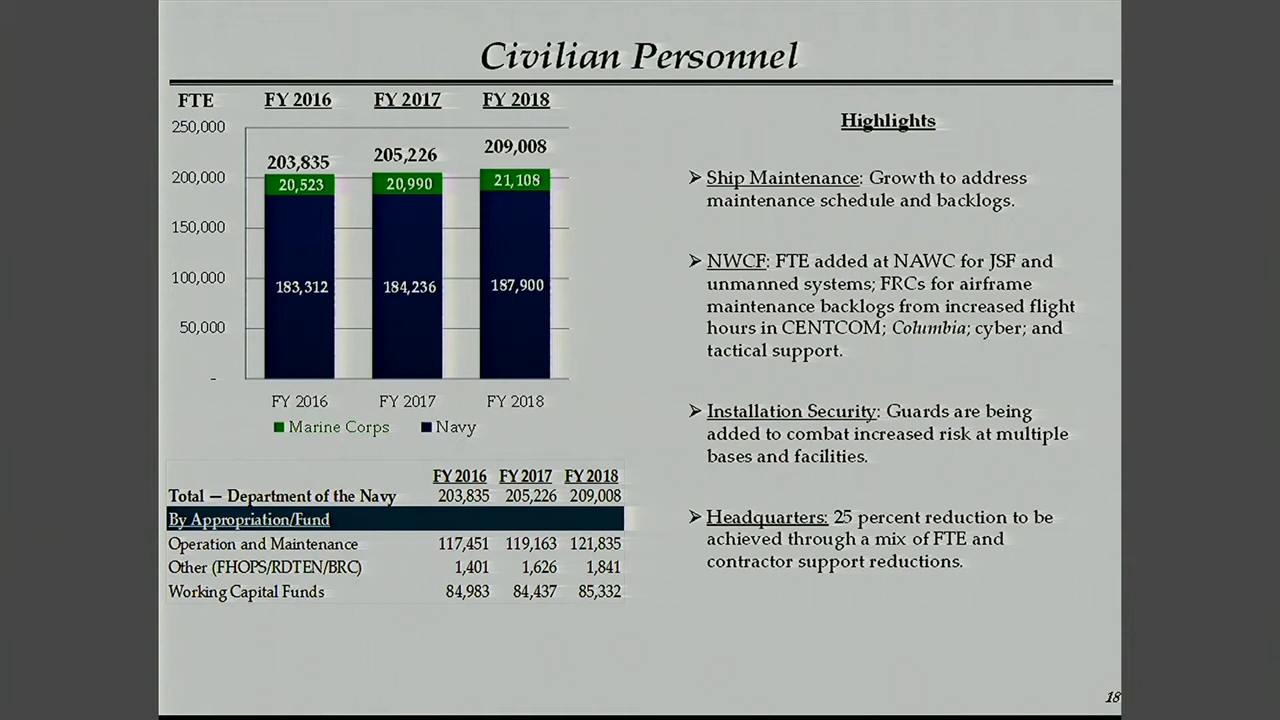 Civilian Personnel
FTE FY 2016 FY 2017 FY 2018
250,000
200,000
150,000
100,000
50,000
-
203,835 205,226 209,008
20,523 20,990 21,108
183,312 184,236 187,900
FY 2016 FY 2017 FY 2018
Marine Corps Navy
FY 2016 FY 2017 FY 2018
Total — Department of the Navy 203,835 205,226 209,008
By Appropriation/Fund
Operation and Maintenance 117,451 119,163 121,835
Other (FHOPS/RDTEN/BRC) 1,401 1,626 1,841
Working Capital Funds 84,983 84,437 85,332
Highlights
➢ Ship Maintenance: Growth to address
maintenance schedule and backlogs.
➢ NWCF: FTE added at NAWC for JSF and
unmanned systems; FRCs for airframe
maintenance backlogs from increased flight
hours in CENTCOM; Columbia; cyber; and
tactical support.
➢ Installation Security: Guards are being
added to combat increased risk at multiple
bases and facilities.
➢ Headquarters: 25 percent reduction to be
achieved through a mix of FTE and
contractor support reductions.
18